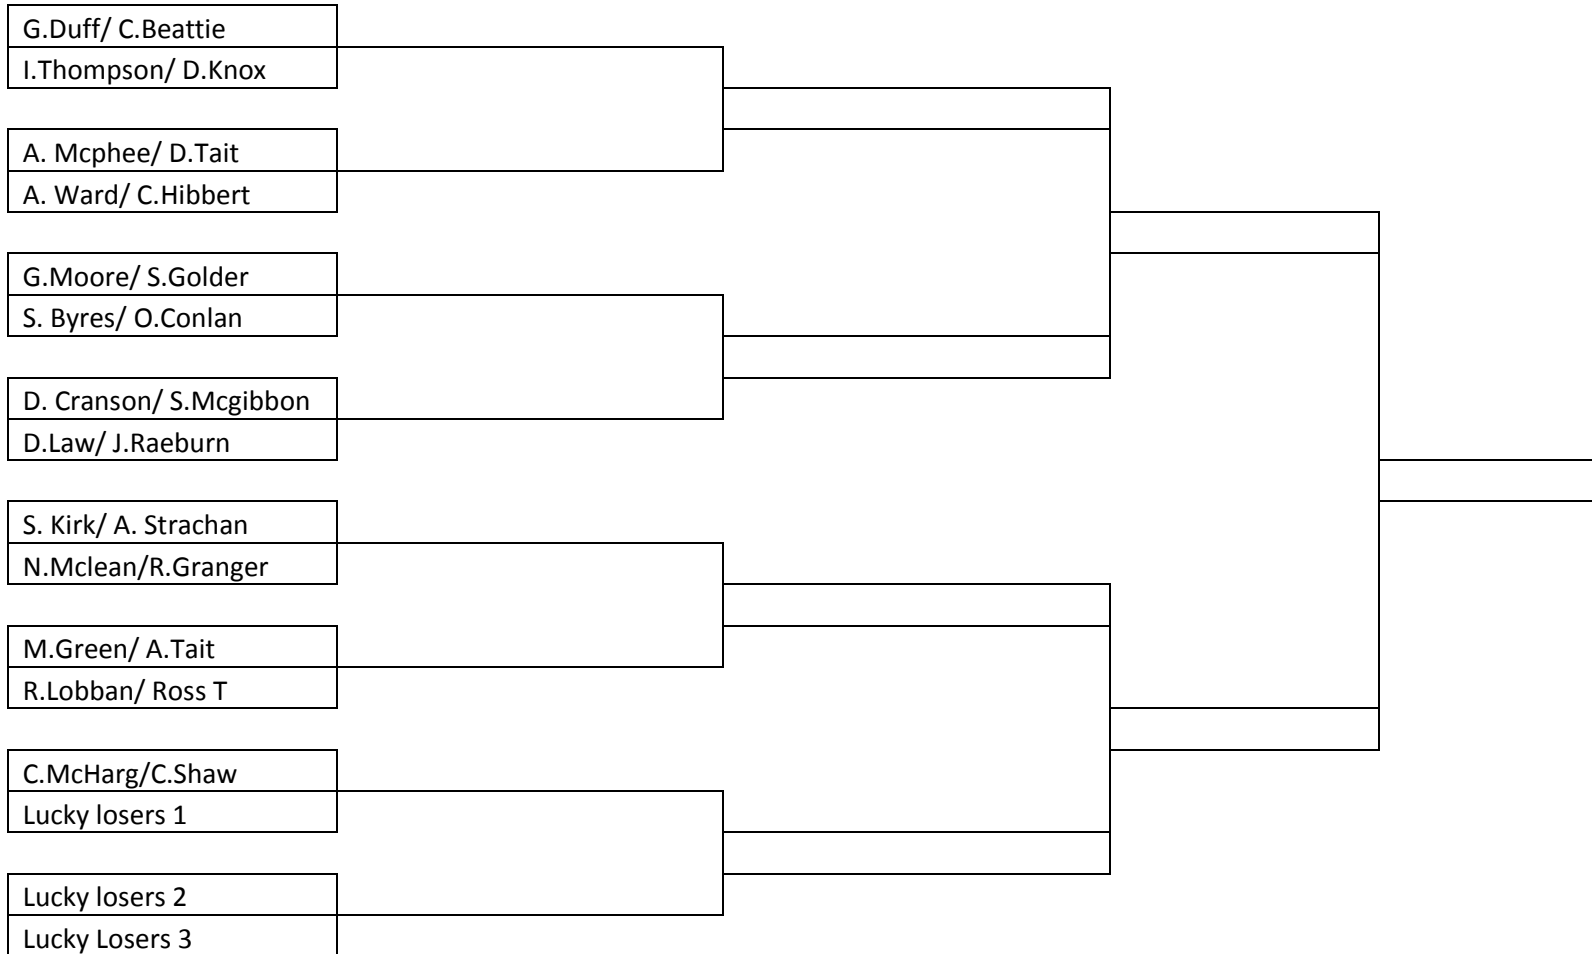 G.Duff/ C.Beattie
I.Thompson/ D.Knox
A. Mcphee/ D.Tait
A. Ward/ C.Hibbert
G.Moore/ S.Golder
S. Byres/ O.Conlan
D. Cranson/ S.Mcgibbon
D.Law/ J.Raeburn
S. Kirk/ A. Strachan
N.Mclean/R.Granger
M.Green/ A.Tait
R.Lobban/ Ross T
C.McHarg/C.Shaw
Lucky losers 1
Lucky losers 2
Lucky Losers 3